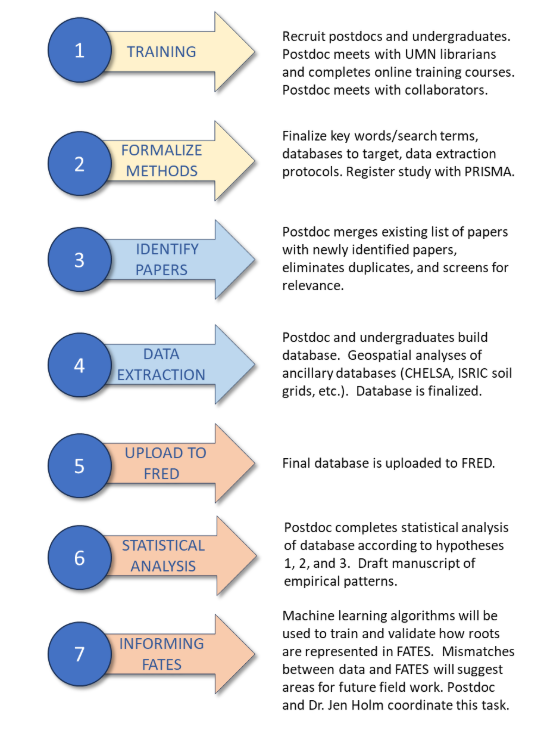 1
TRAINING
Recruit postdocs and undergraduates.
Postdoc meets with UMN librarians
and completes online training courses.
Postdoc meets with collaborators.
2
FORMALIZE
METHODS
Finalize key words/search terms,
databases to target, data extraction
protocols. Register study with PRISMA.
3
IDENTIFY
PAPERS
Postdoc merges existing list of papers
with newly identified papers,
eliminates duplicates, and screens for
relevance.
4
DATA
EXTRACTION
Postdoc and undergraduates build
database. Geospatial analyses of
ancillary databases (CHELSA, ISRIC soil
grids, etc.). Database is finalized.
5
UPLOAD TO
FRED
Final database is uploaded to FRED.
6
STATISTICAL
ANALYSIS
Postdoc completes statistical analysis
of database according to hypotheses
1, 2, and 3. Draft manuscript of
empirical patterns.
7
INFORMING
FATES
Machine learning algorithms will be
used to train and validate how roots
are represented in FATES. Mismatches
between data and FATES will suggest
areas for future field work. Postdoc
and Dr. Jen Holm coordinate this task.